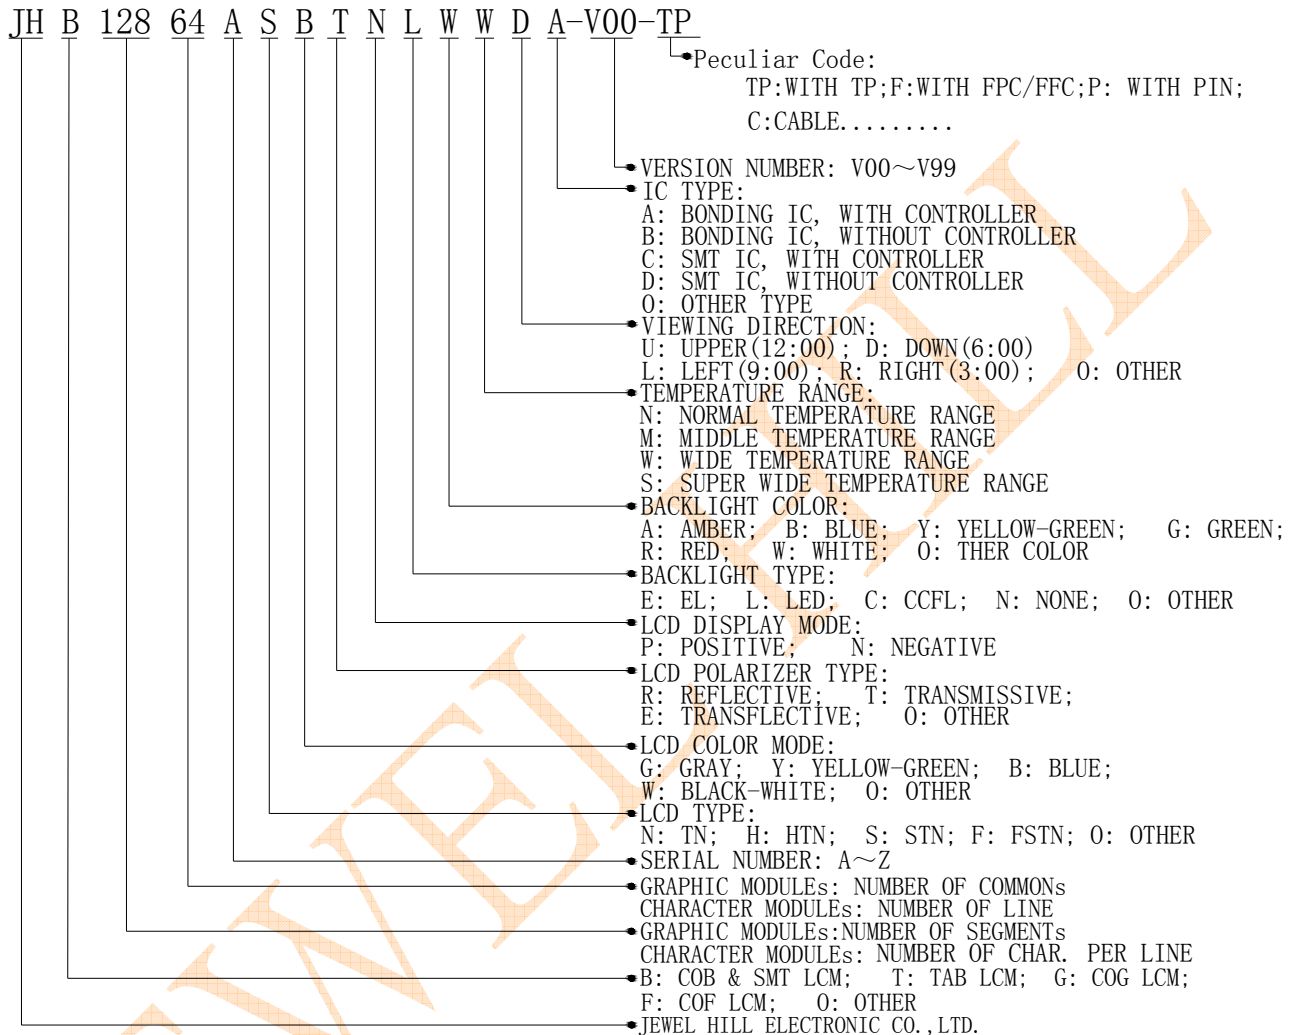 JH B 128 64 A S B T N L W W D A-V00-TP
Peculiar Code:
TP:WITH TP;F:WITH FPC/FFC;P: WITH PIN;
C:CABLE.........
VERSION NUMBER: V00～V99
IC TYPE:
A: BONDING IC, WITH CONTROLLER
B: BONDING IC, WITHOUT CONTROLLER
C: SMT IC, WITH CONTROLLER
D: SMT IC, WITHOUT CONTROLLER
O: OTHER TYPE
VIEWING DIRECTION:
U: UPPER(12:00); D: DOWN(6:00)
L: LEFT(9:00); R: RIGHT(3:00); O: OTHER
TEMPERATURE RANGE:
N: NORMAL TEMPERATURE RANGE
M: MIDDLE TEMPERATURE RANGE
W: WIDE TEMPERATURE RANGE
S: SUPER WIDE TEMPERATURE RANGE
BACKLIGHT COLOR:
A: AMBER; B: BLUE; Y: YELLOW-GREEN; G: GREEN;
R: RED; W: WHITE; O: THER COLOR
BACKLIGHT TYPE:
E: EL; L: LED; C: CCFL; N: NONE; O: OTHER
LCD DISPLAY MODE:
P: POSITIVE; N: NEGATIVE
LCD POLARIZER TYPE:
R: REFLECTIVE; T: TRANSMISSIVE;
E: TRANSFLECTIVE; O: OTHER
LCD COLOR MODE:
G: GRAY; Y: YELLOW-GREEN; B: BLUE;
W: BLACK-WHITE; O: OTHER
LCD TYPE:
N: TN; H: HTN; S: STN; F: FSTN; O: OTHER
SERIAL NUMBER: A～Z
GRAPHIC MODULEs: NUMBER OF COMMONs
CHARACTER MODULEs: NUMBER OF LINE
GRAPHIC MODULEs:NUMBER OF SEGMENTs
CHARACTER MODULEs: NUMBER OF CHAR. PER LINE
B: COB & SMT LCM; T: TAB LCM; G: COG LCM;
F: COF LCM; O: OTHER
JEWEL HILL ELECTRONIC CO.,LTD.
EWEL HILL